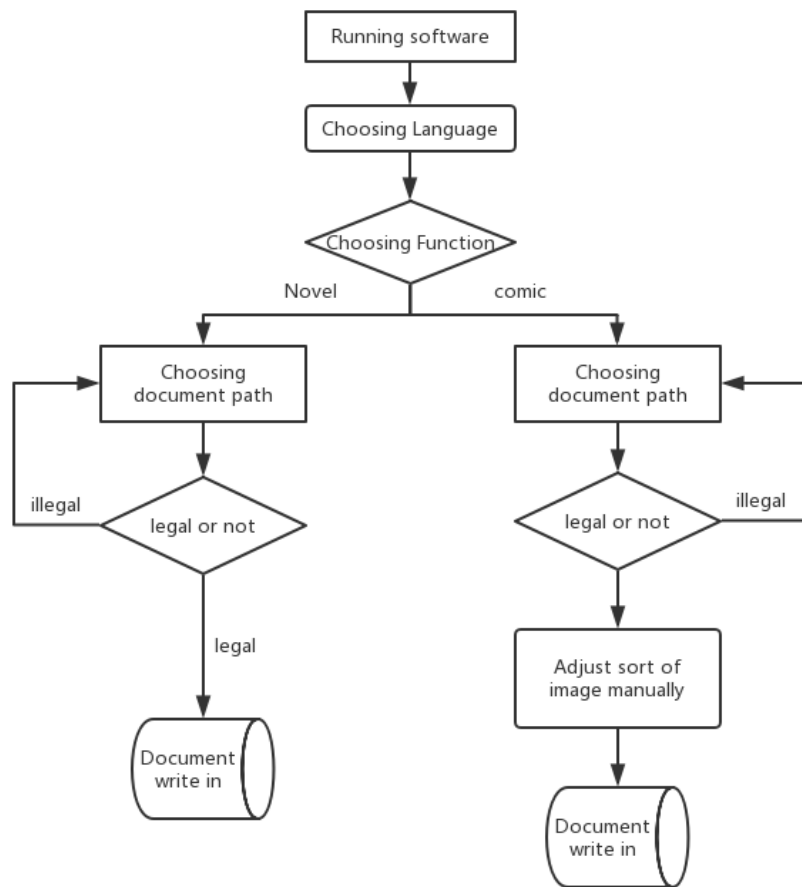 Running software
Choosing Language
Choosing Function
Novel
comic
Choosing
document path
Choosing
document path
illegal
legal or not
legal or not
illegal
legal
Adjust sort of
image manually
Document
write in
Document
write in